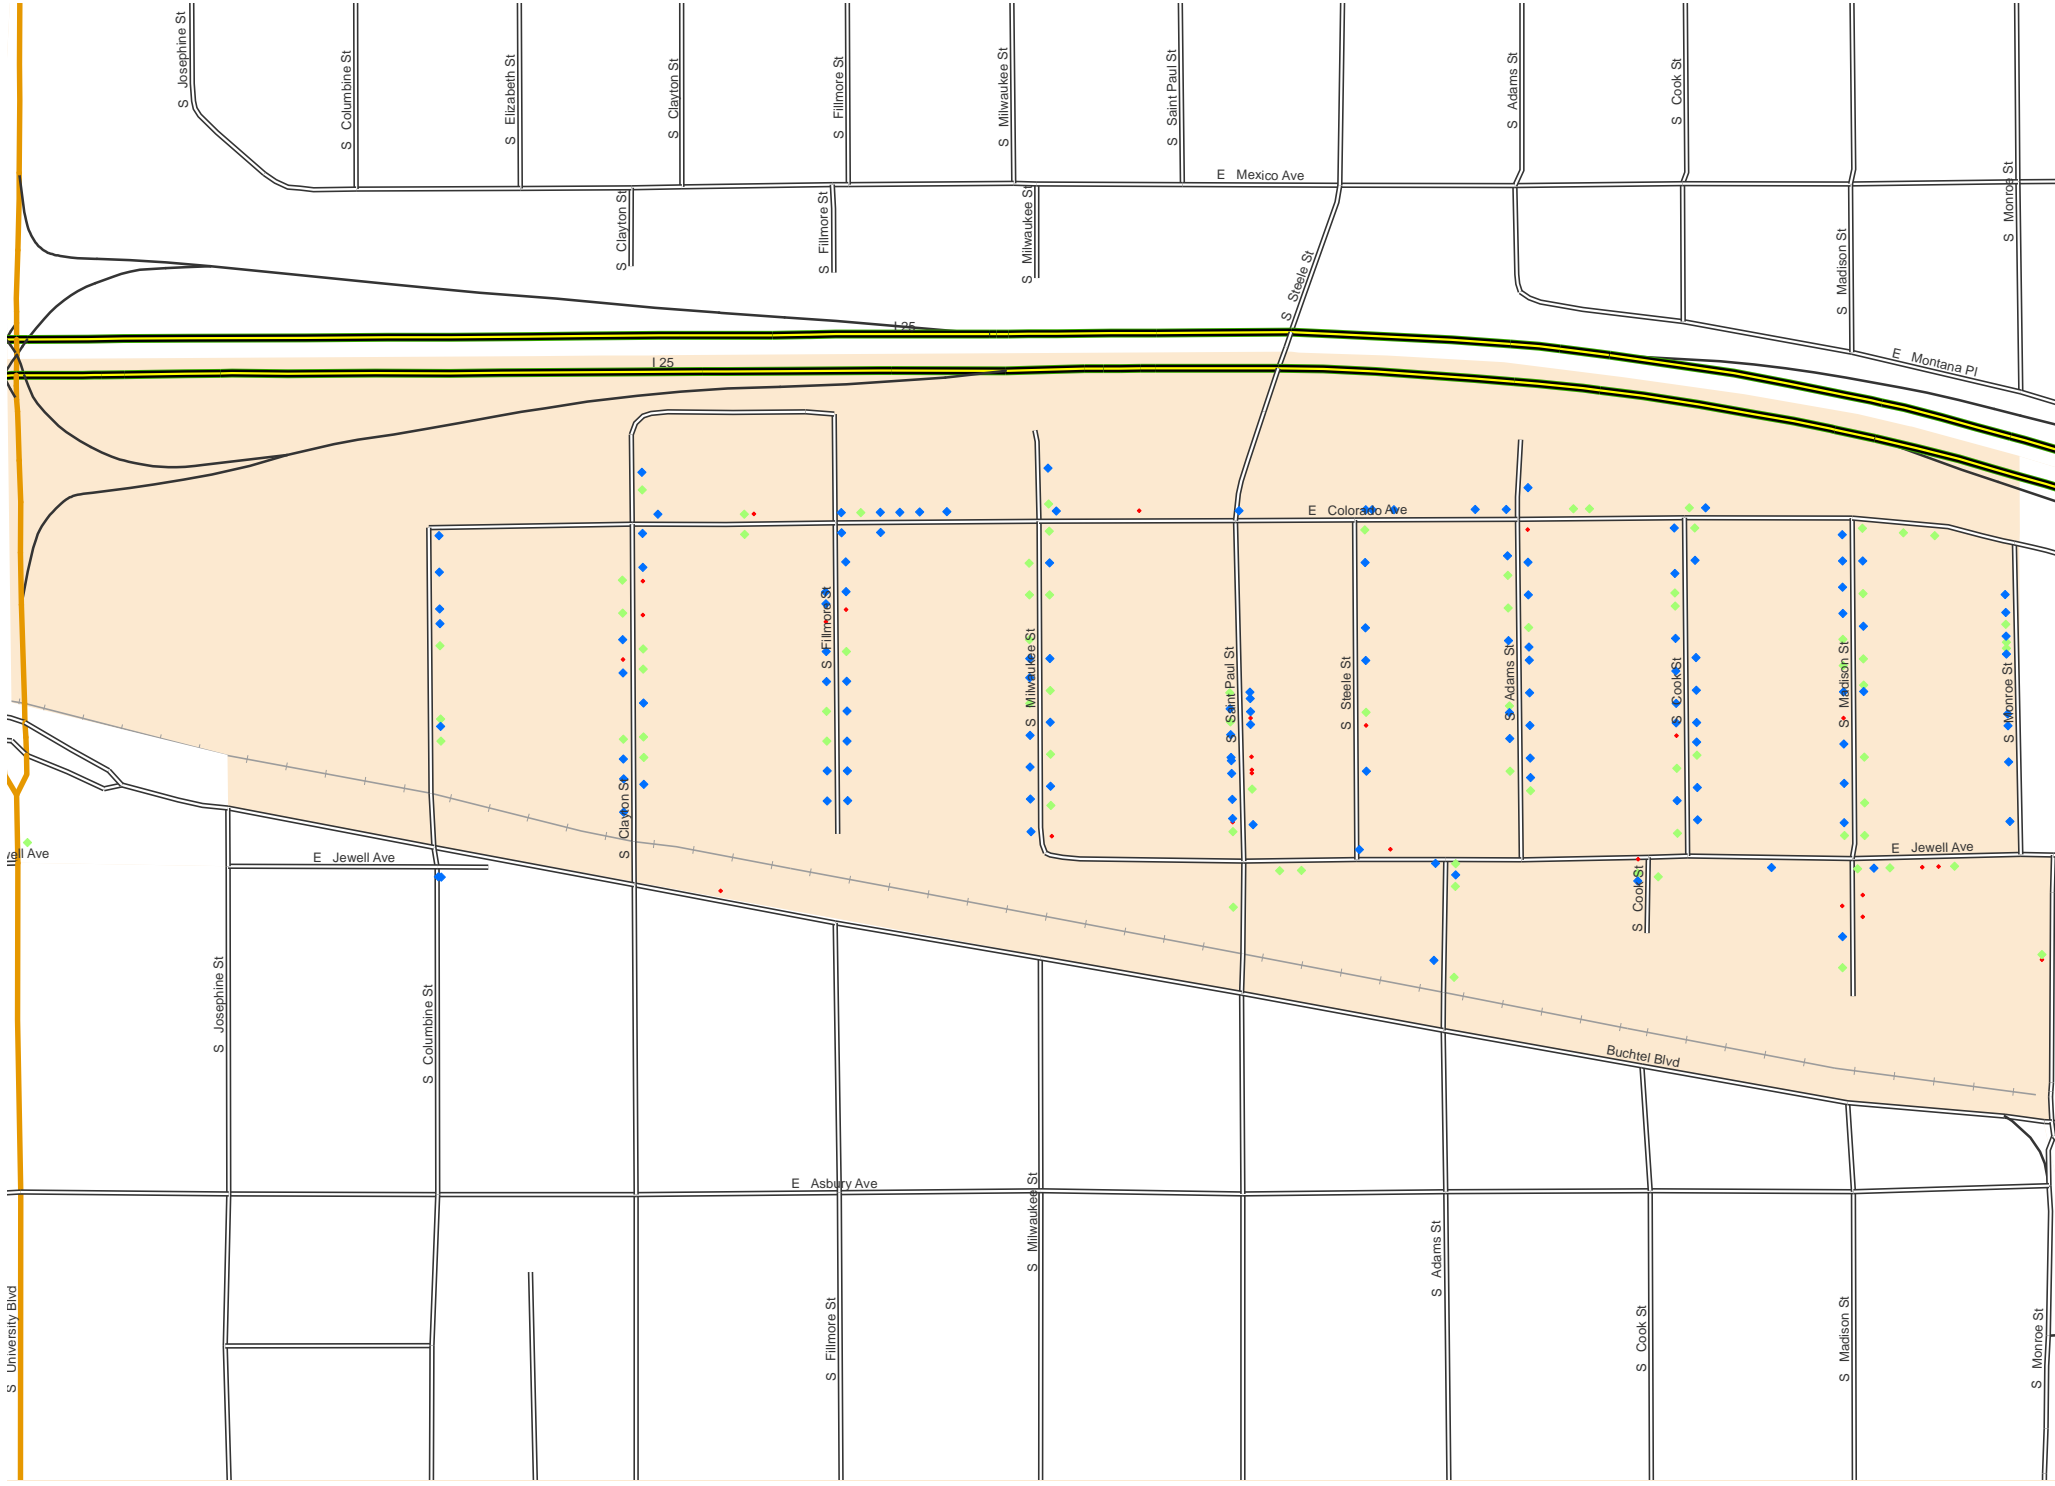 S Josephine St
S Columbine St
S Elizabeth St
S Clayton St
S Fillmore St
S Milwaukee St
S Saint Paul St
S Adams St
S Cook St
E Mexico Ave
S Monroe St
S Clayton St
S Fillmore St
S Milwaukee St
S Steele St
S Madison St
I 25
I 25
E Montana Pl
E Colorado Ave
S Fillmore St
S Milwaukee St
S Saint Paul St
S Steele St
S Adams St
S Cook St
S Madison St
S Monroe St
S Clayton St
ell Ave
E Jewell Ave
E Jewell Ave
S Cook St
S Josephine St
S Columbine St
Buchtel Blvd
E Asbury Ave
S Milwaukee St
S Adams St
S University Blvd
S Fillmore St
S Cook St
S Madison St
S Monroe St